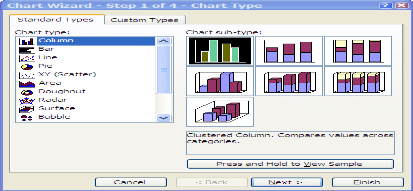 Chart Wizard - Step 1 of 4 - Chart Type
Standard Types
Custom Types
Chart type:
Chart sub-type:
Column
Bar
Line
Pie
XY (Scatter)
Area
Doughnut
Radar
Surface
Bubble
Clustered Column. Compares values across
categories.
Press and Hold to View Sample
Cancel
< Back
Next >
Finish